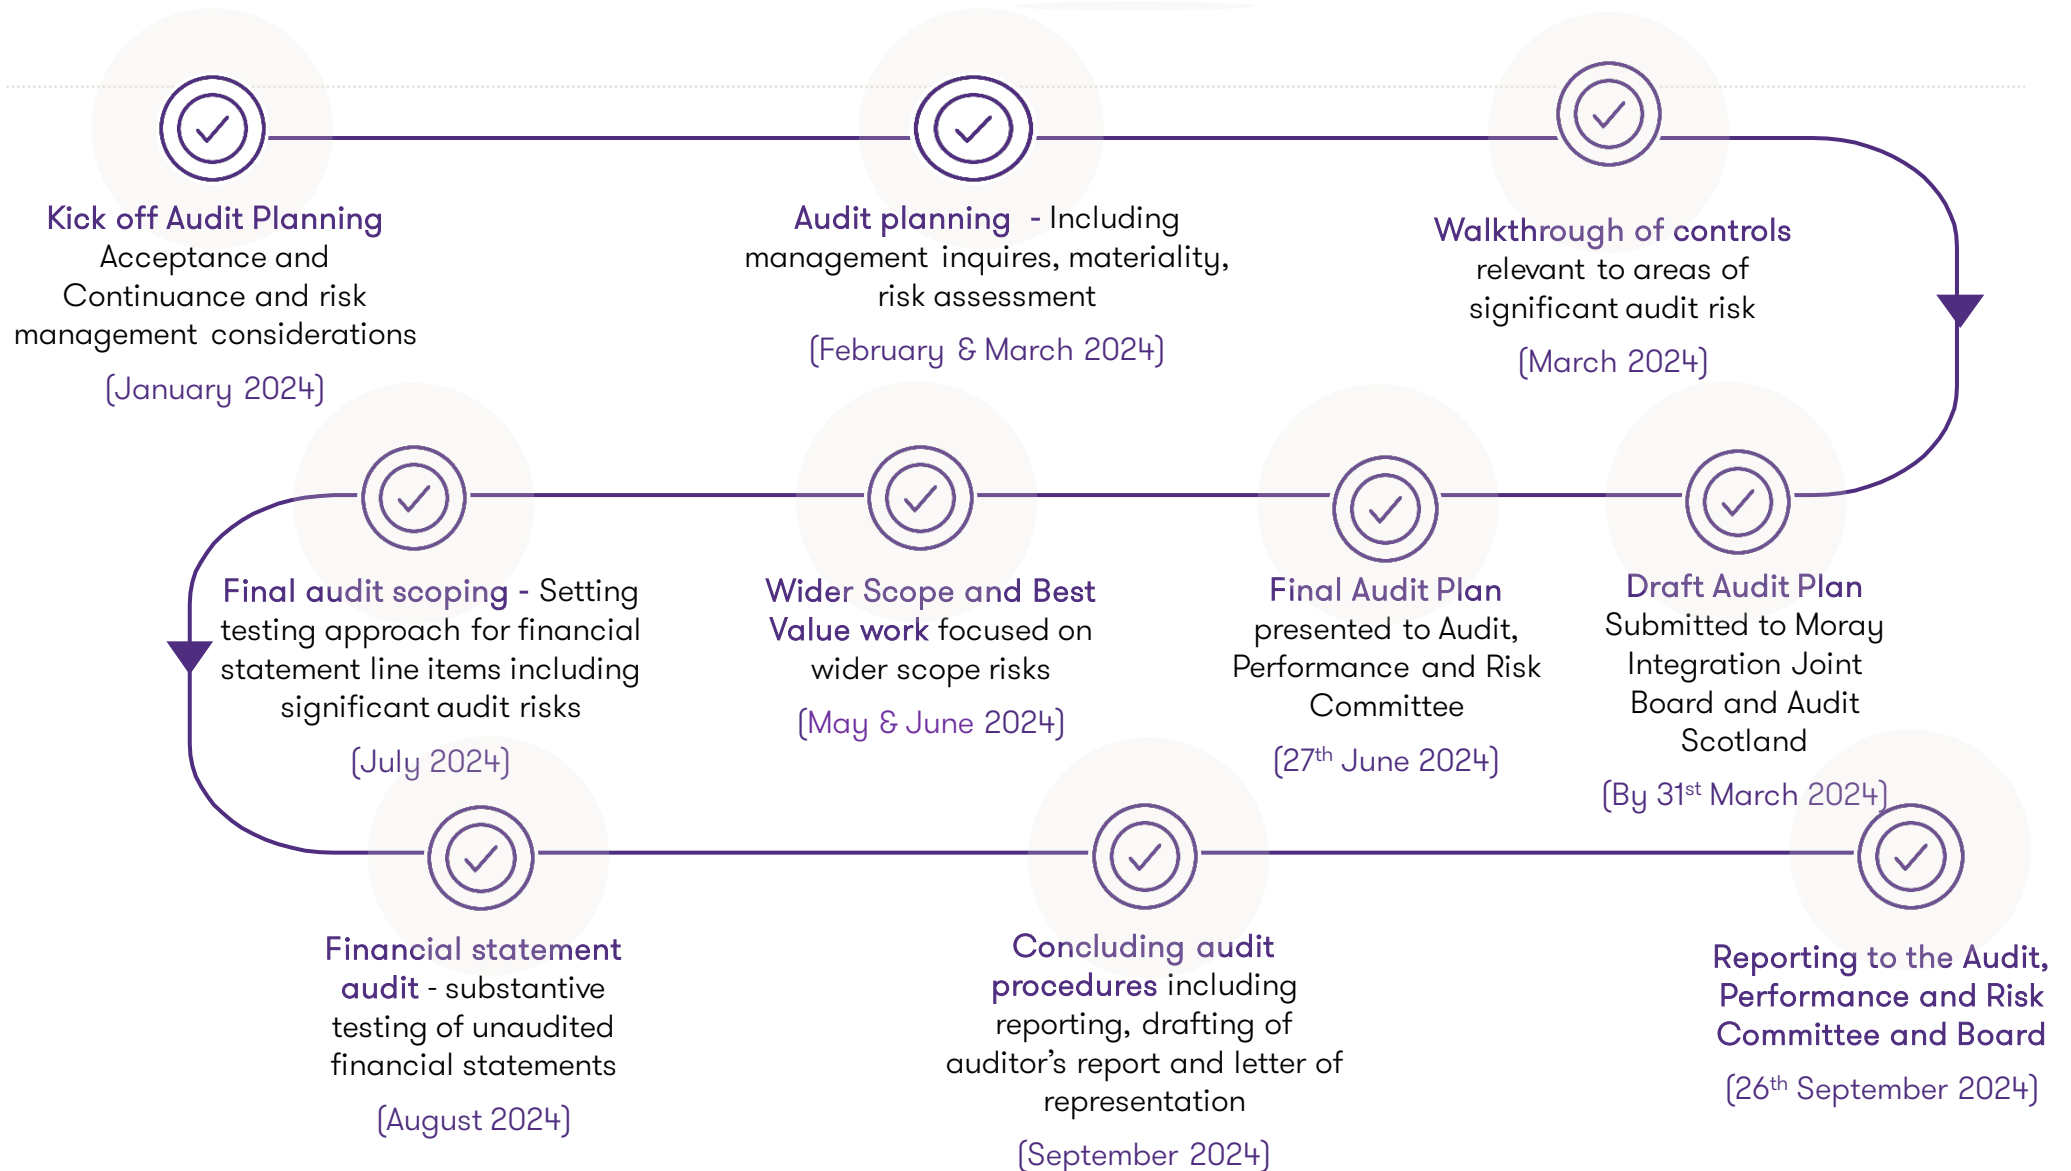 Kick off Audit Planning
Acceptance and
Continuance and risk
management considerations
(January 2024)
Audit planning - Including
management inquires, materiality,
risk assessment
(February & March 2024)
Walkthrough of controls
relevant to areas of
significant audit risk
(March 2024)
Final audit scoping - Setting
testing approach for financial
statement line items including
significant audit risks
(July 2024)
Wider Scope and Best
Value work focused on
wider scope risks
(May & June 2024)
Final Audit Plan
presented to Audit,
Performance and Risk
Committee
(27th June 2024)
Draft Audit Plan
Submitted to Moray
Integration Joint
Board and Audit
Scotland
(By 31st March 2024)
Financial statement
audit - substantive
testing of unaudited
financial statements
(August 2024)
Concluding audit
procedures including
reporting, drafting of
auditor’s report and letter of
representation
(September 2024)
Reporting to the Audit,
Performance and Risk
Committee and Board
(26th September 2024)